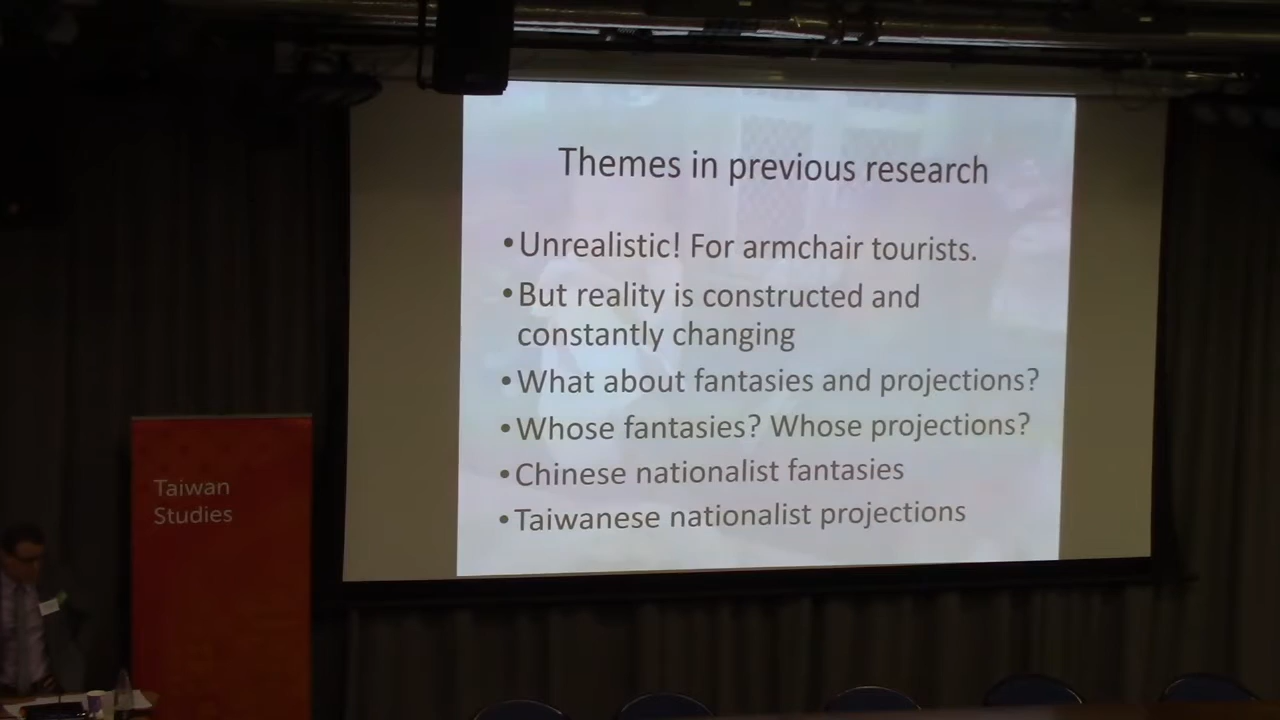 Themes in previous research
•Unrealistic! For armchair tourists.
•But reality is constructed and
constantly changing
•What about fantasies and projections?
•Whose fantasies? Whose projections?
•Chinese nationalist fantasies
•Taiwanese nationalist projections
Taiwan
Studies